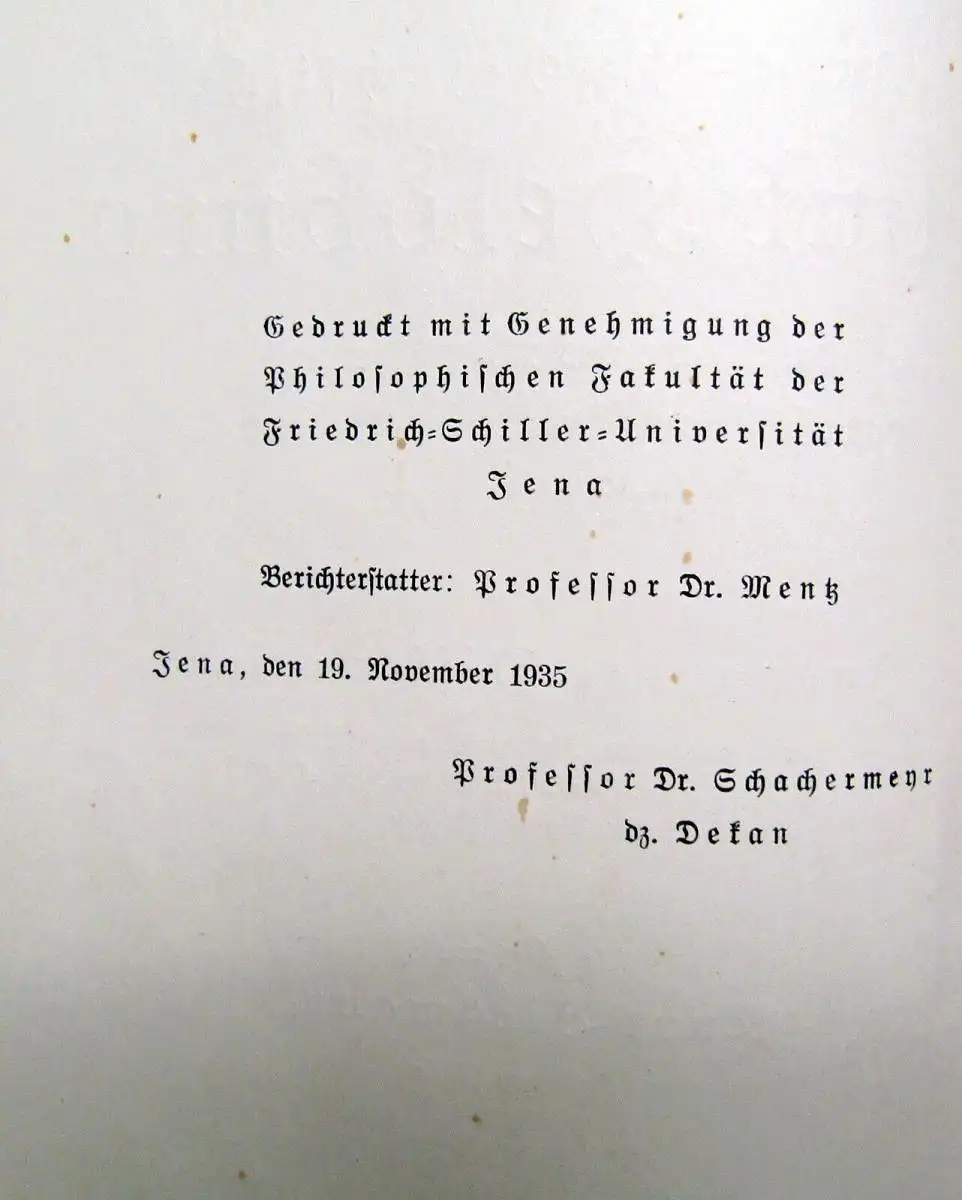 Gedruckt mit Genehmigung der
Philosophischen Fakultät der
Friedrich-Schiller-Universität
Jena
Berichterstatter: Professor Dr. Mentz
Jena, den 19. November 1935
Professor Dr. Schachermeyr
dz. Dekan